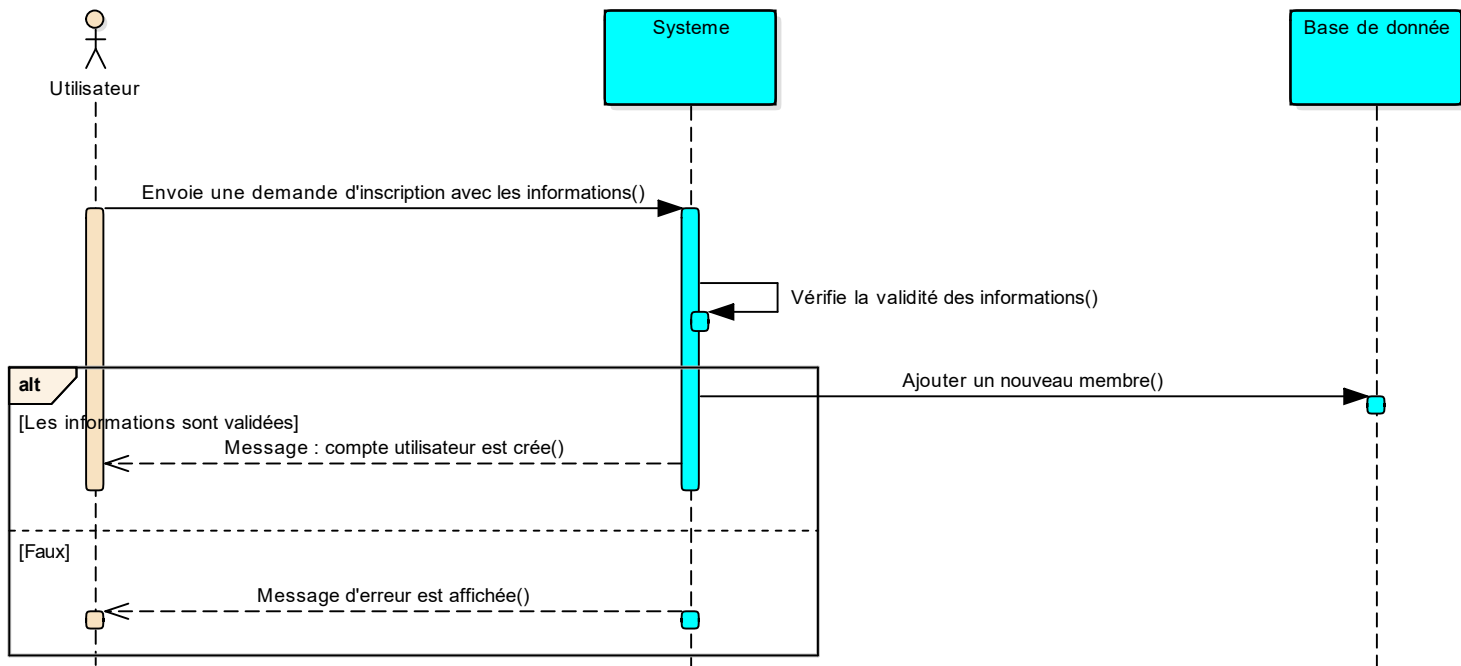 Utilisateur
Systeme
Base de donnée
Envoie une demande d'inscription avec les informations()
Vérifie la validité des informations()
alt
Ajouter un nouveau membre()
[Les informations sont validées]
Message : compte utilisateur est crée()
[Faux]
Message d'erreur est affichée()